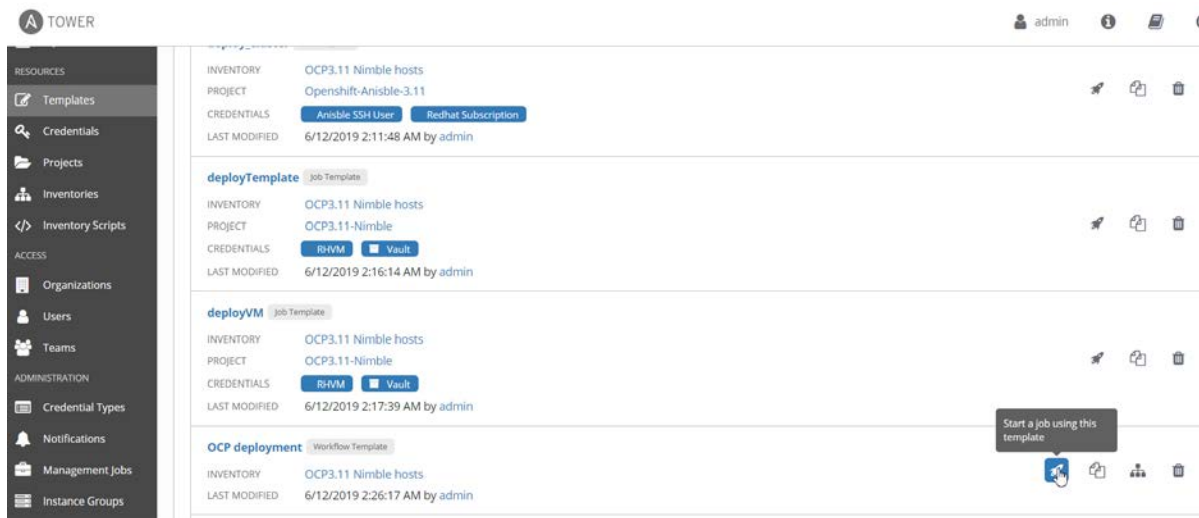 A TOWER
admin
RESOURCES
Templates
Credentials
Projects
Inventories
Inventory Scripts
ACCESS
Organizations
Users
Teams
ADMINISTRATION
Credential Types
Notifications
Management Jobs
Instance Groups
INVENTORY OCP3.11 Nimble hosts
PROJECT Openshift-Anisble-3.11
CREDENTIALS Anisble SSH User Redhat Subscription
LAST MODIFIED 6/12/2019 2:11:48 AM by admin
deployTemplate Job Template
INVENTORY OCP3.11 Nimble hosts
PROJECT OCP3.11-Nimble
CREDENTIALS RHVM Vault
LAST MODIFIED 6/12/2019 2:16:14 AM by admin
deployVM Job Template
INVENTORY OCP3.11 Nimble hosts
PROJECT OCP3.11-Nimble
CREDENTIALS RHVM Vault
LAST MODIFIED 6/12/2019 2:17:39 AM by admin
Start a job using this
template
OCP deployment Workflow Template
INVENTORY OCP3.11 Nimble hosts
LAST MODIFIED 6/12/2019 2:26:17 AM by admin